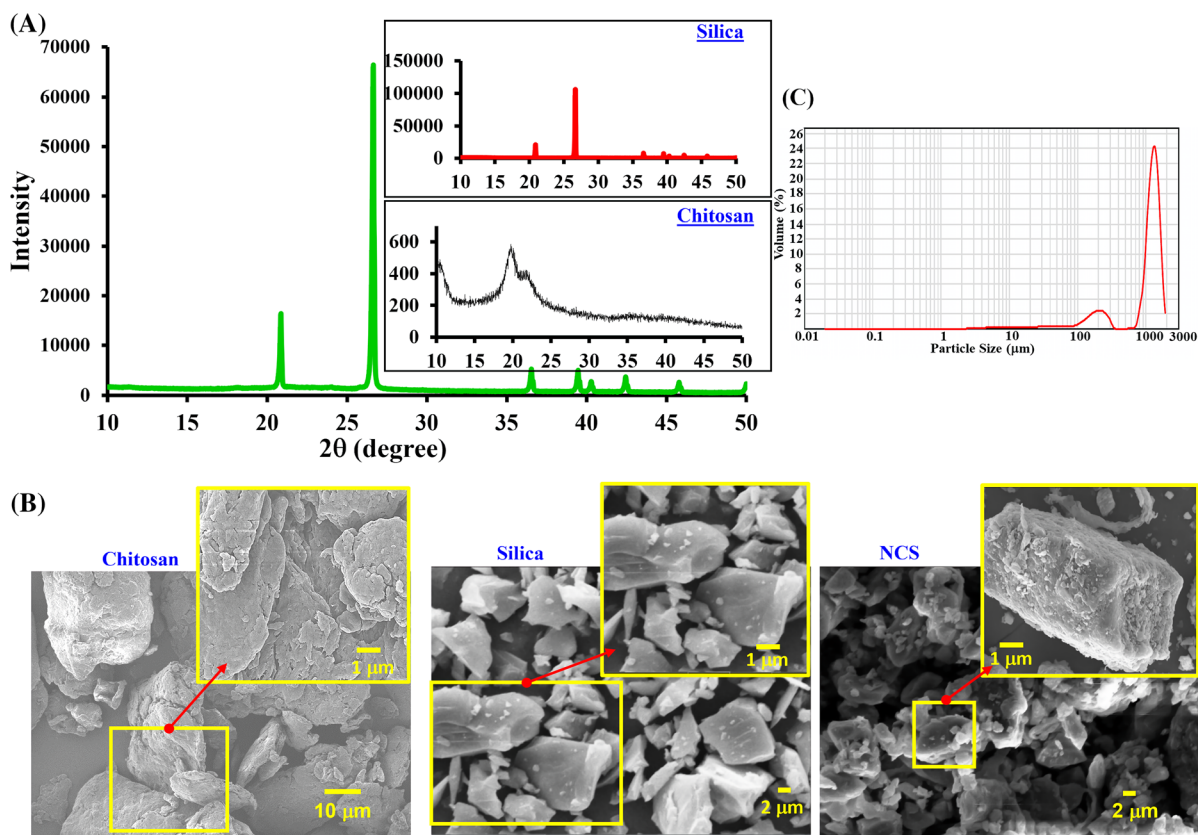 (A)
Silica
150000
100000
50000
0
10 15 20 25 30 35 40 45 50
Chitosan
600
400
200
0
10 15 20 25 30 35 40 45 50
Intensity
70000
60000
50000
40000
30000
20000
10000
0
10 15 20 25 30 35 40 45 50
2θ (degree)
(C)
Volume (%)
26
24
22
20
18
16
14
12
10
8
6
4
2
0.01 0.1 1 10 100 1000 3000
Particle Size (μm)
(B)
Chitosan
1 μm
10 μm
Silica
1 μm
2 μm
NCS
1 μm
2 μm